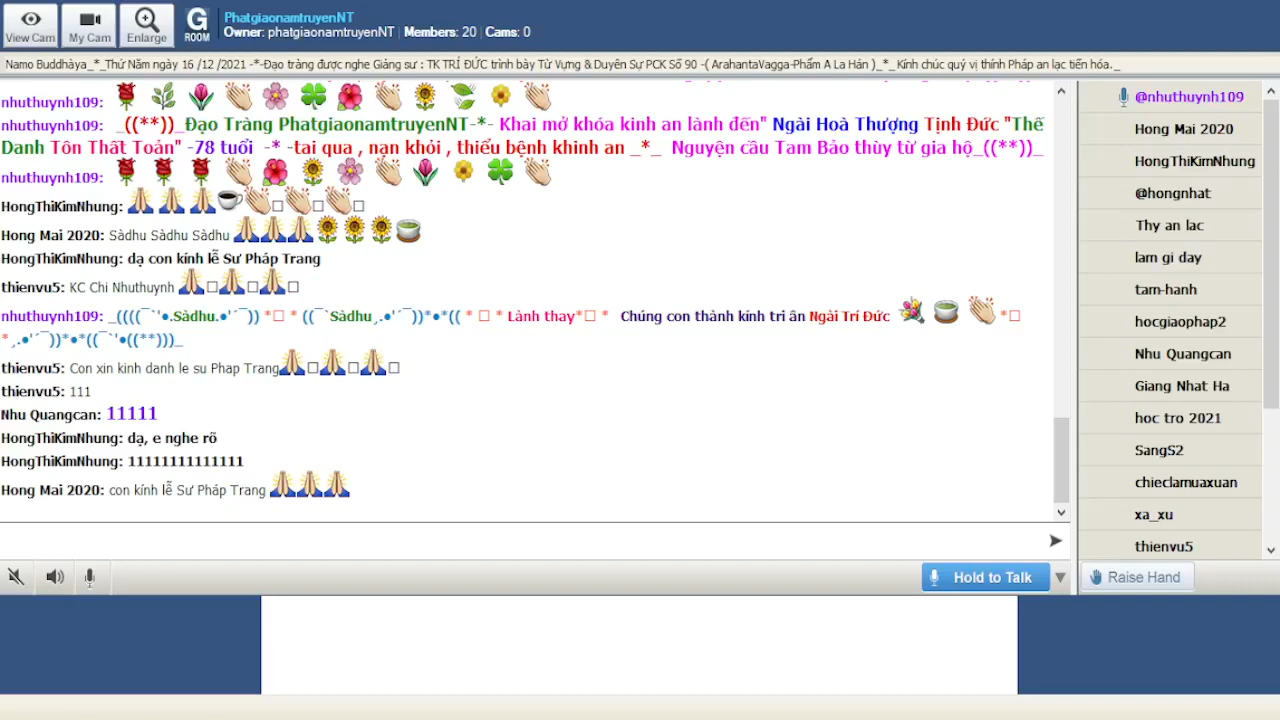 View Cam
My Cam
Enlarge
G ROOM
PhatgiaonamtruyenNT
Owner: phatgiaonamtruyenNT | Members: 20 | Cams: 0
Namo Buddhàya_*_Thứ Năm ngày 16 /12 /2021 -*-Đạo tràng được nghe Giảng sư : TK TRÍ ĐỨC trình bày Từ Vựng & Duyên Sự PCK Số 90 -( ArahantaVagga-Phẩm A La Hán )_*_ Kính chúc quý vị thính Pháp an lạc tiến hóa._
nhuthuynh109:
nhuthuynh109: _((**))_Đạo Tràng PhatgiaonamtruyenNT-*- Khai mở khóa kinh an lành đến" Ngài Hoà Thượng Tịnh Đức "Thế
Danh Tôn Thất Toản" -78 tuổi -* -tai qua , nạn khỏi , thiểu bệnh khinh an _*_ Nguyện cầu Tam Bảo thùy từ gia hộ_((**))_
nhuthuynh109:
HongThiKimNhung:
Hong Mai 2020: Sàdhu Sàdhu Sàdhu
HongThiKimNhung: dạ con kính lễ Sư Pháp Trang
thienvu5: KC Chi Nhuthuynh
nhuthuynh109: _((((¯`'•.Sàdhu.•'´¯)) *□ * ((¯`Sàdhu¸.•'´¯))*•*(( * □ * Lành thay*□ * Chúng con thành kính tri ân Ngài Trí Đức *□
*¸.•'´¯))*•*((¯`'•((**)))_
thienvu5: Con xin kinh danh le su Phap Trang
thienvu5: 111
Nhu Quangcan: 11111
HongThiKimNhung: dạ, e nghe rõ
HongThiKimNhung: 11111111111111
Hong Mai 2020: con kính lễ Sư Pháp Trang
Hold to Talk
@nhuthuynh109
Hong Mai 2020
HongThiKimNhung
@hongnhat
Thy an lac
lam gi day
tam-hanh
hocgiaophap2
Nhu Quangcan
Giang Nhat Ha
hoc tro 2021
SangS2
chieclamuaxuan
xa_xu
thienvu5
Raise Hand